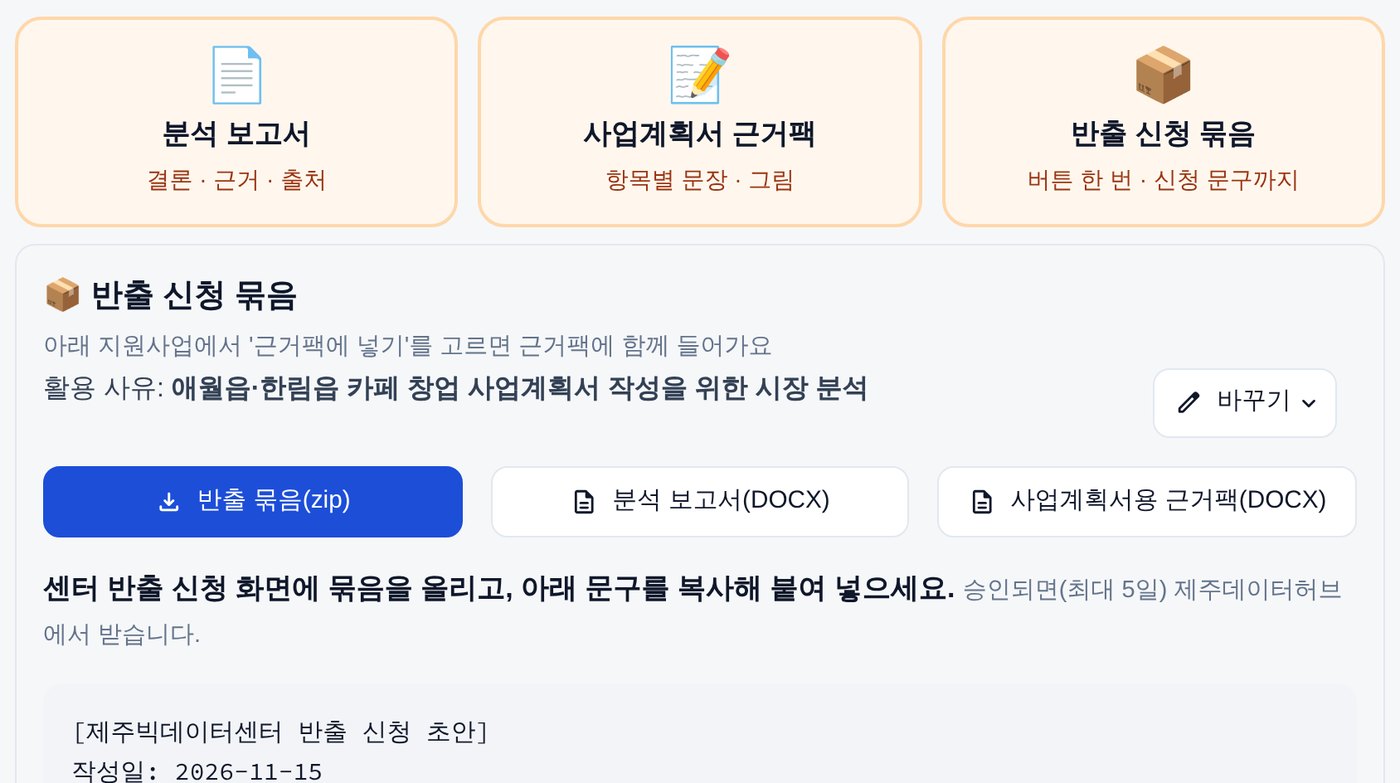 분석 보고서
결론 · 근거 · 출처
사업계획서 근거팩
항목별 문장 · 그림
반출 신청 묶음
버튼 한 번 · 신청 문구까지
반출 신청 묶음
아래 지원사업에서 '근거팩에 넣기'를 고르면 근거팩에 함께 들어가요
활용 사유: 애월읍·한림읍 카페 창업 사업계획서 작성을 위한 시장 분석
바꾸기
반출 묶음(zip)
분석 보고서(DOCX)
사업계획서용 근거팩(DOCX)
센터 반출 신청 화면에 묶음을 올리고, 아래 문구를 복사해 붙여 넣으세요. 승인되면(최대 5일) 제주데이터허브
에서 받습니다.
[제주빅데이터센터 반출 신청 초안]
작성일: 2026-11-15